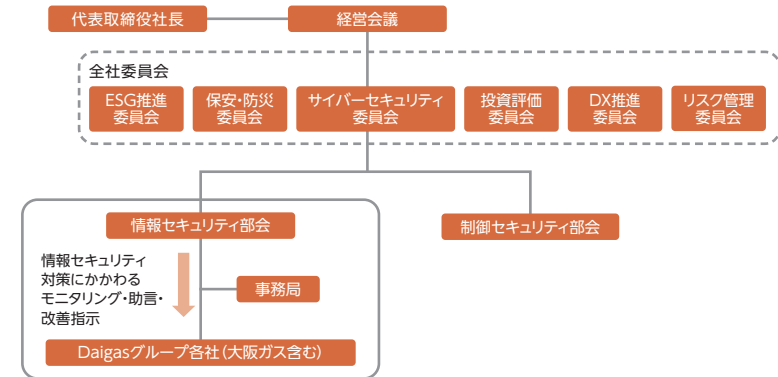 代表取締役社長
経営会議
全社委員会
ESG推進
委員会
保安・防災
委員会
サイバーセキュリティ
委員会
投資評価
委員会
DX推進
委員会
リスク管理
委員会
情報セキュリティ部会
制御セキュリティ部会
情報セキュリティ
対策にかかわる
モニタリング・助言・
改善指示
事務局
Daigasグループ各社(大阪ガス含む)